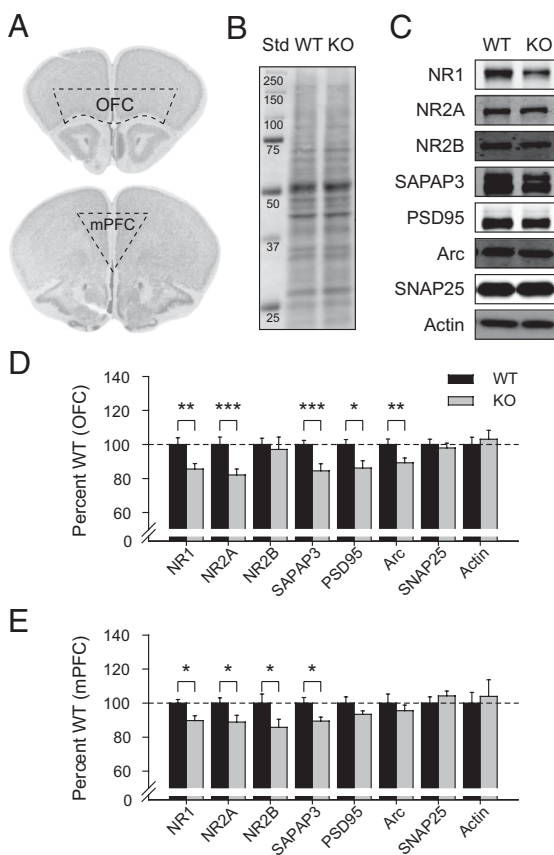 A
OFC
mPFC
B
Std WT KO
250
150
100
75
50
37
25
C
WT KO
NR1
NR2A
NR2B
SAPAP3
PSD95
Arc
SNAP25
Actin
D
Percent WT (OFC)
140
120
100
80
60
0
** *** *** * **
WT
KO
NR1 NR2A NR2B SAPAP3 PSD95 Arc SNAP25 Actin
E
Percent WT (mPFC)
140
120
100
80
60
0
* * * *
NR1 NR2A NR2B SAPAP3 PSD95 Arc SNAP25 Actin